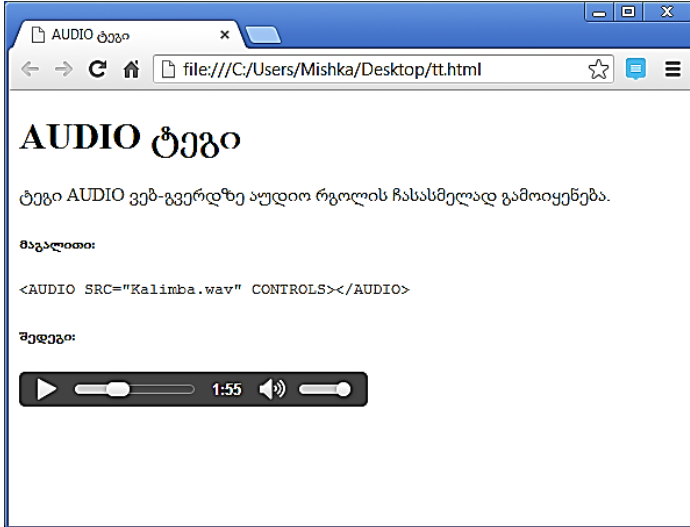 AUDIO ტეგი
file:///C:/Users/Mishka/Desktop/tt.html
AUDIO ტეგი
ტეგი AUDIO ვებ-გვერდზე აუდიო რგოლის ჩასასმელად გამოიყენება.
მაგალითი:
<AUDIO SRC="Kalimba.wav" CONTROLS></AUDIO>
შედეგი:
1:55